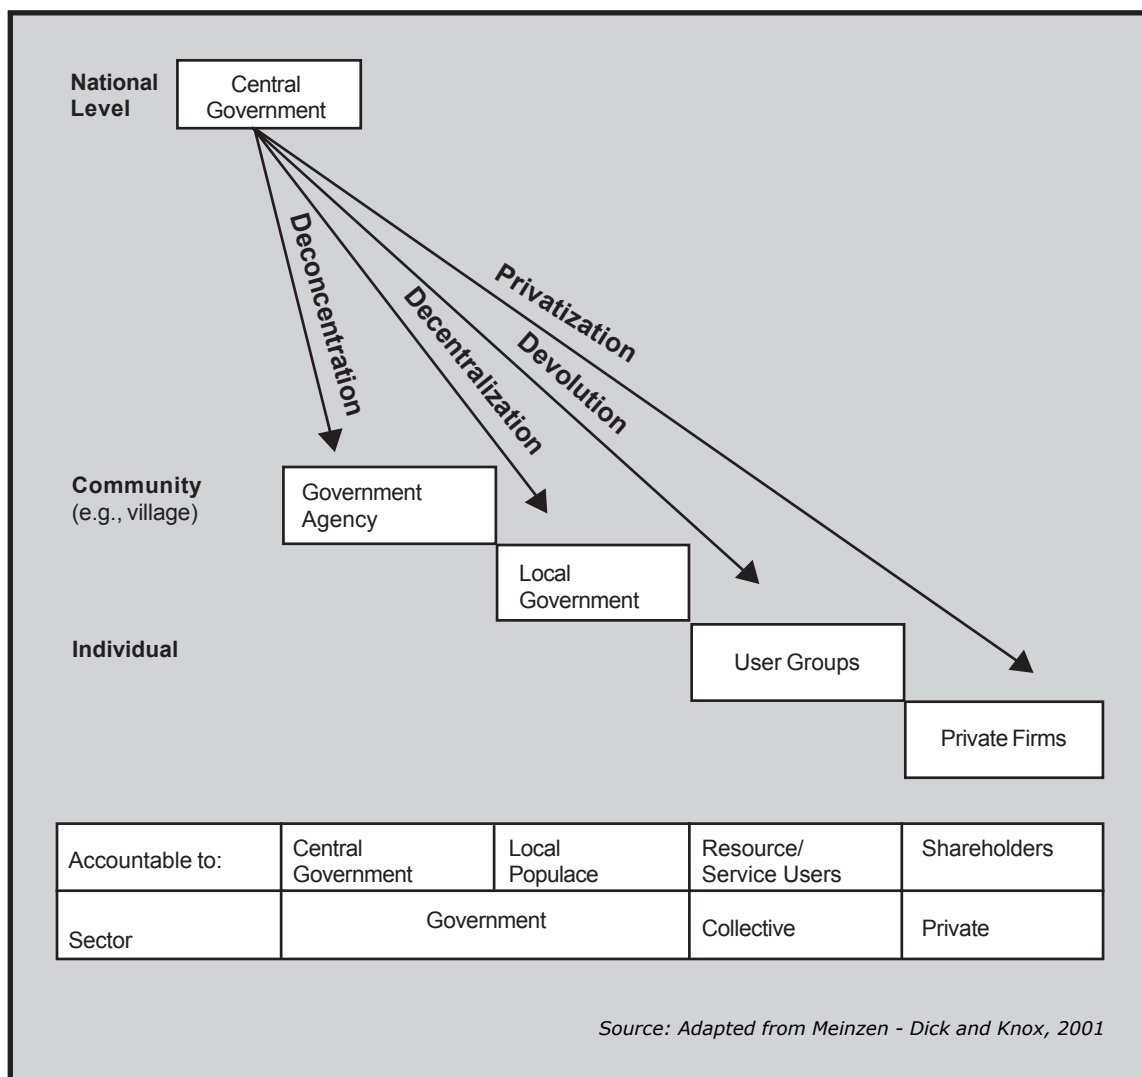 National
Level
Central
Government
Deconcentration
Decentralization
Devolution
Privatization
Community
(e.g., village)
Government
Agency
Local
Government
Individual
User Groups
Private Firms
Accountable to:
Central
Government
Local
Populace
Resource/
Service Users
Shareholders
Sector
Government
Collective
Private
Source: Adapted from Meinzen - Dick and Knox, 2001